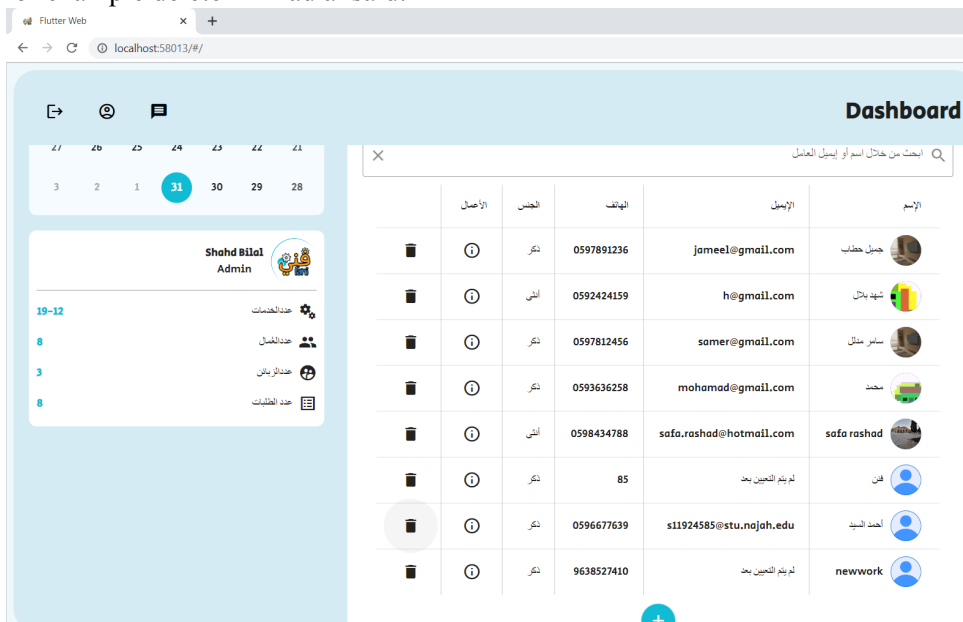 Flutter Web
localhost:58013/#/
Dashboard
27 26 25 24 23 22 21
3 2 1 31 30 29 28
ابحث من خلال اسم أو إيميل العامل
الإسم الإيميل الهاتف الجنس الأعمال
جميل حطاب jameel@gmail.com 0597891236 ذكر
شهد بلال h@gmail.com 0592424159 أنثى
سامر مدلل samer@gmail.com 0597812456 ذكر
محمد mohamad@gmail.com 0593636258 ذكر
safa rashad safa.rashad@hotmail.com 0598434788 أنثى
فنن لم يتم التعيين بعد 85 ذكر
أحمد السيد s11924585@stu.najah.edu 0596677639 ذكر
newwork لم يتم التعيين بعد 9638527410 ذكر
Shahd Bilal
Admin
فني
عددالخدمات 19-12
عددالعُمال 8
عددالزبائن 3
عدد الطلبات 8